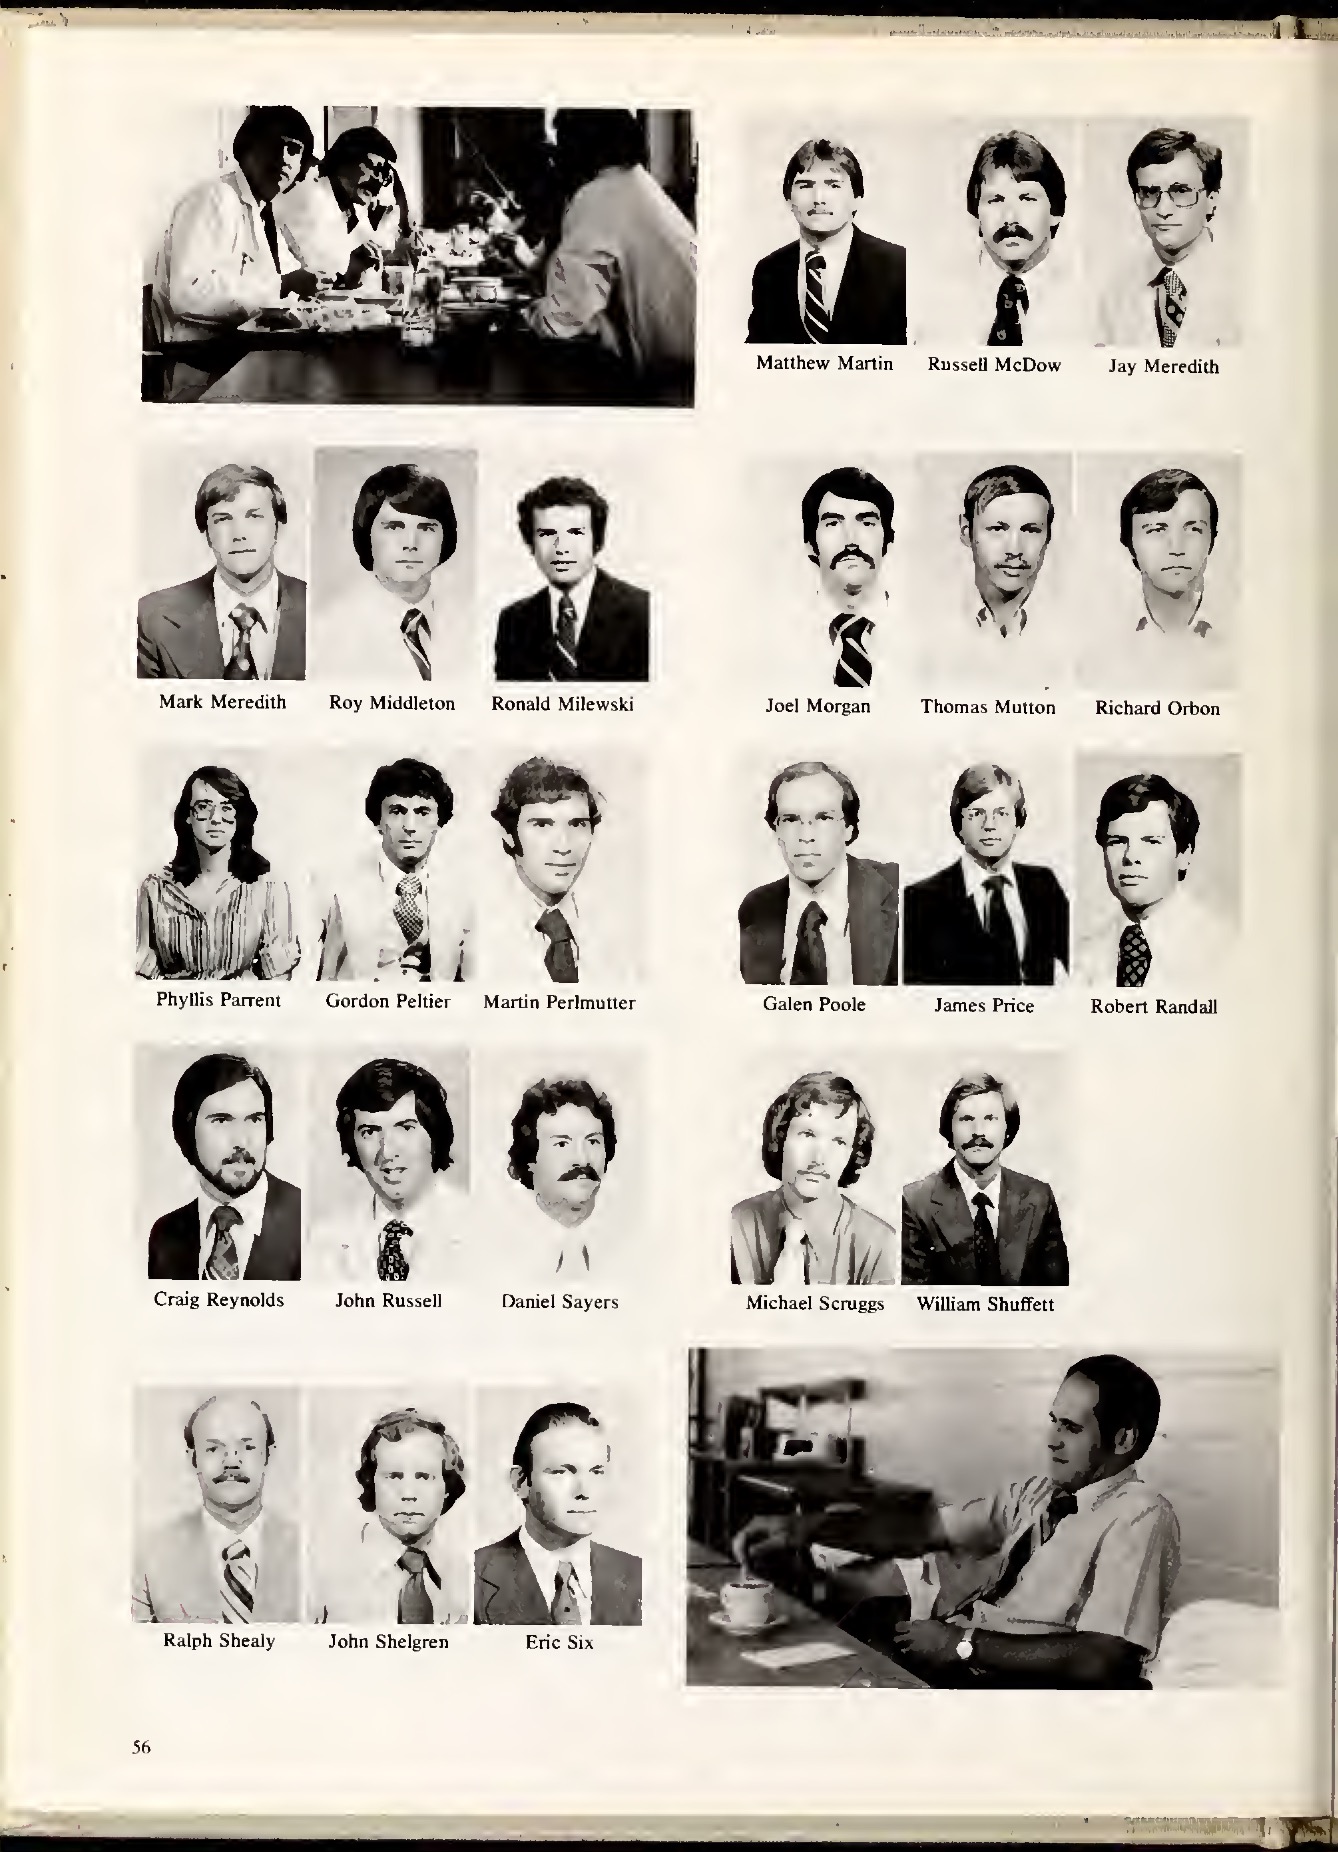 Matthew Martin Russell McDow Jay Meredith
Mark Meredith Roy Middleton Ronald Milewski
Joel Morgan Thomas Mutton Richard Orbon
Phyllis Parrent Gordon Peltier Martin Perlmutter
Galen Poole James Price Robert Randall
Craig Reynolds John Russell Daniel Sayers
Michael Scruggs William Shuffett
Ralph Shealy John Shelgren Eric Six
56